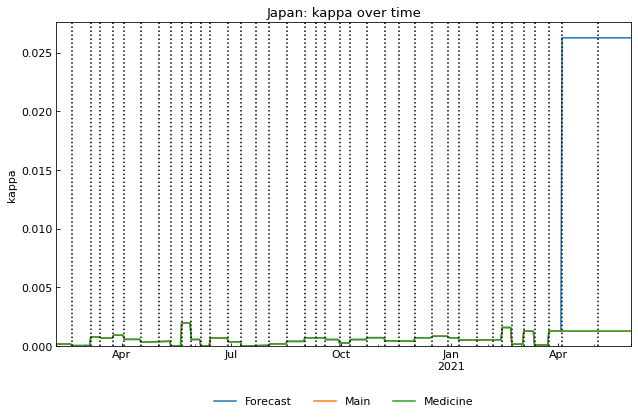 Japan: kappa over time
kappa
0.025
0.020
0.015
0.010
0.005
0.000
Apr Jul Oct Jan Apr
2021
Forecast Main Medicine